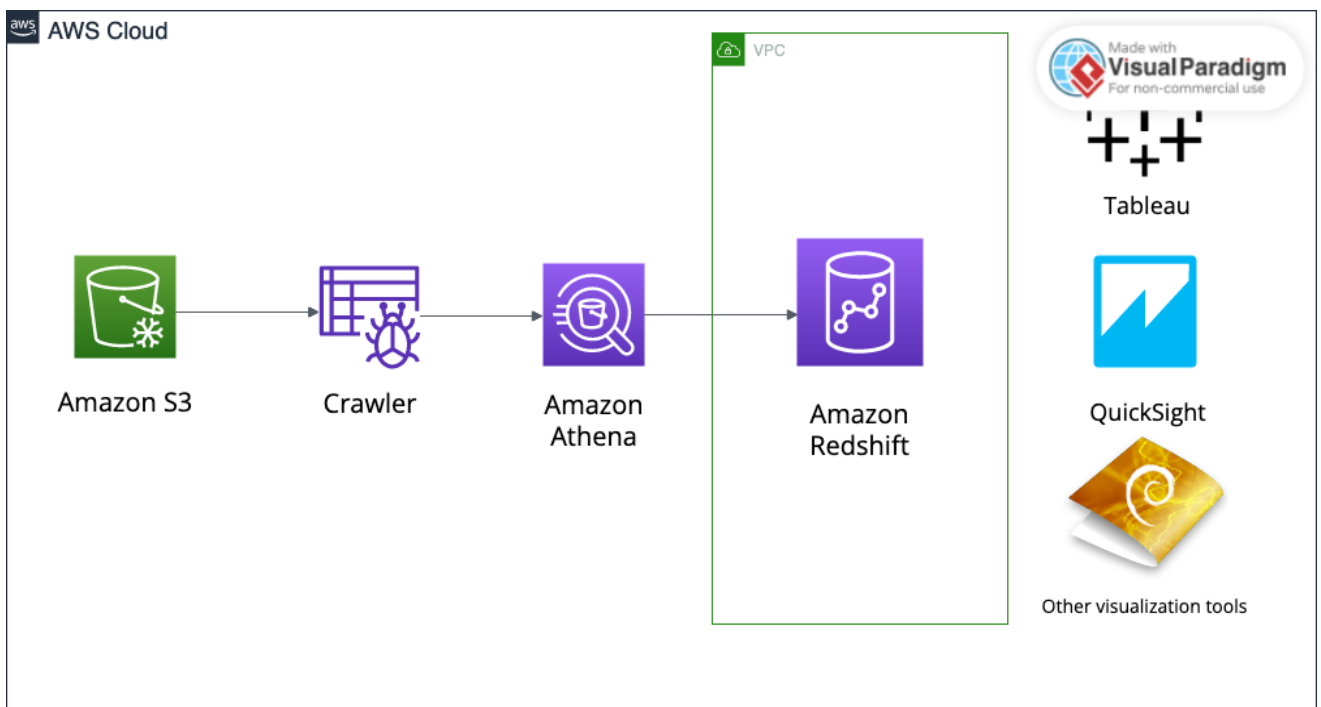 aws
AWS Cloud
VPC
Made with
Visual Paradigm
For non-commercial use
Tableau
Amazon S3
Crawler
Amazon
Athena
Amazon
Redshift
QuickSight
Other visualization tools